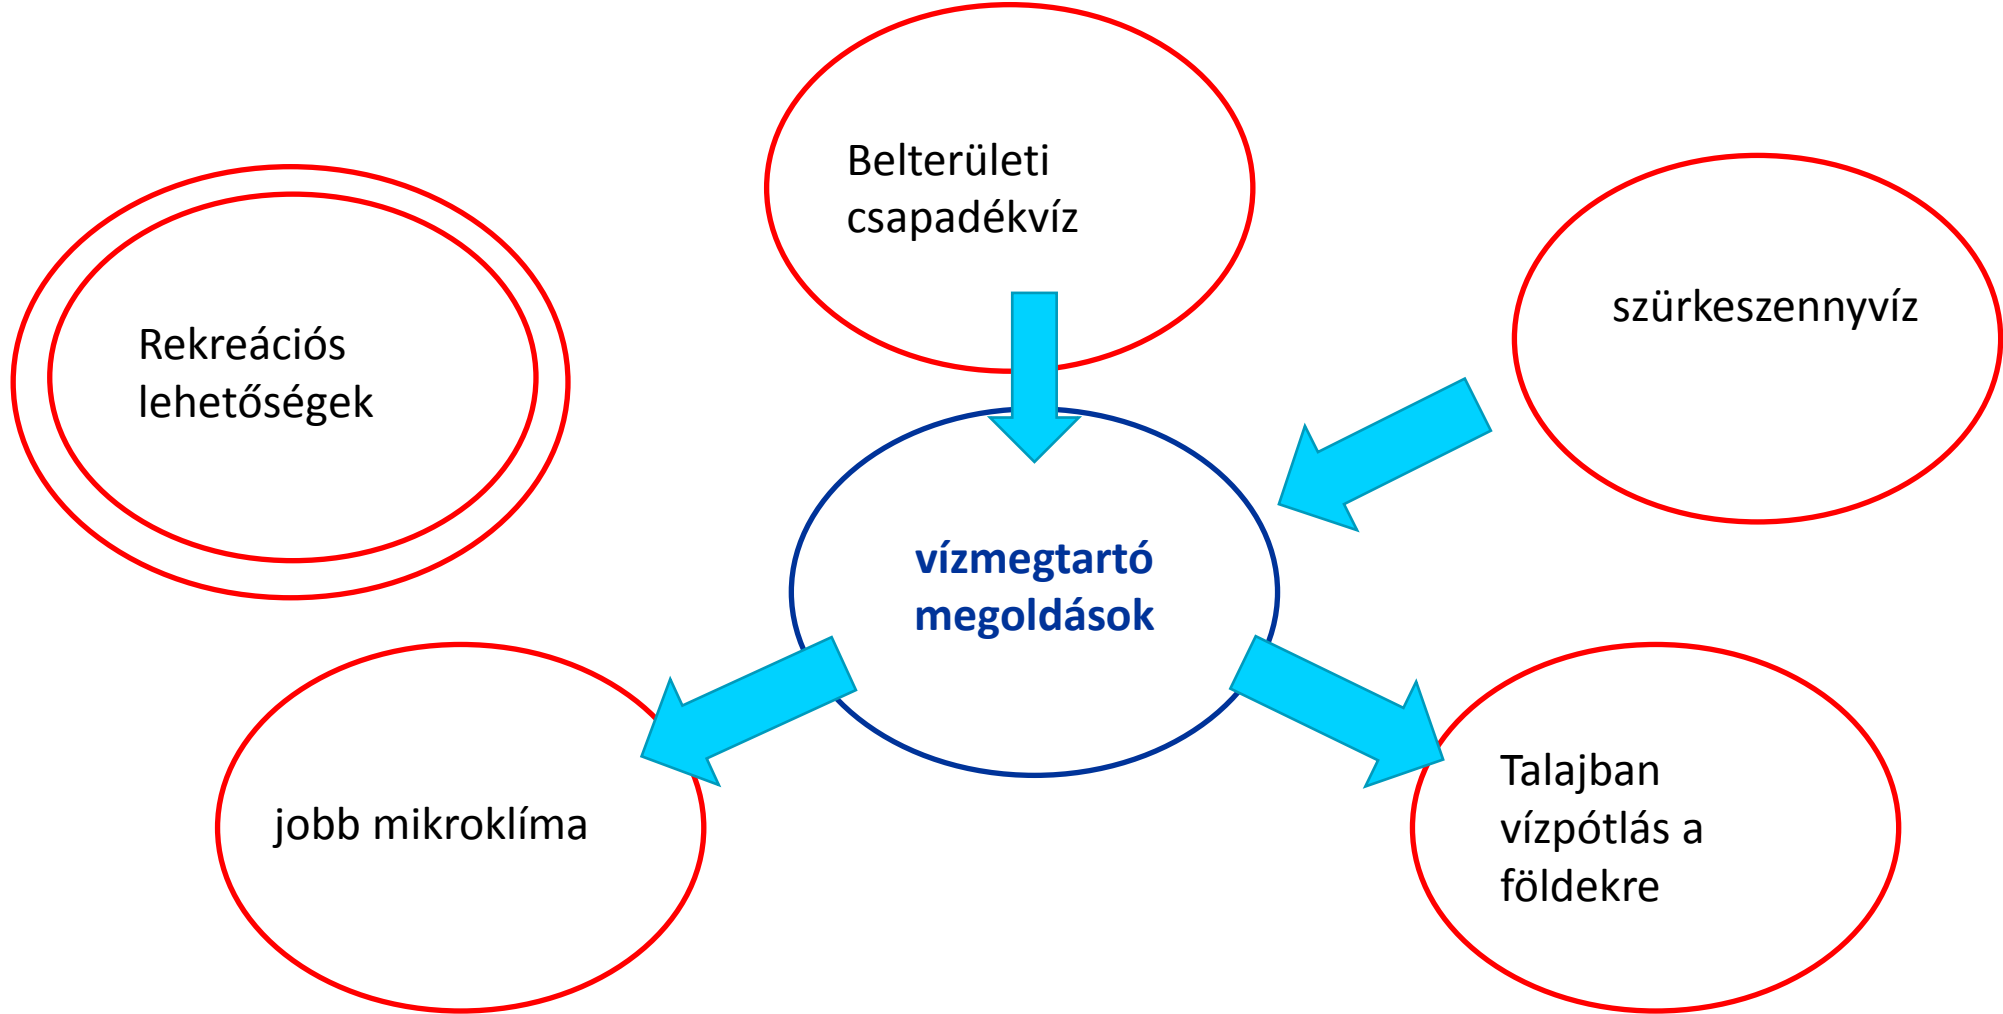 Belterületi
csapadékvíz
szürkeszennyvíz
Rekreációs
lehetőségek
vízmegtartó
megoldások
jobb mikroklíma
Talajban
vízpótlás a
földekre